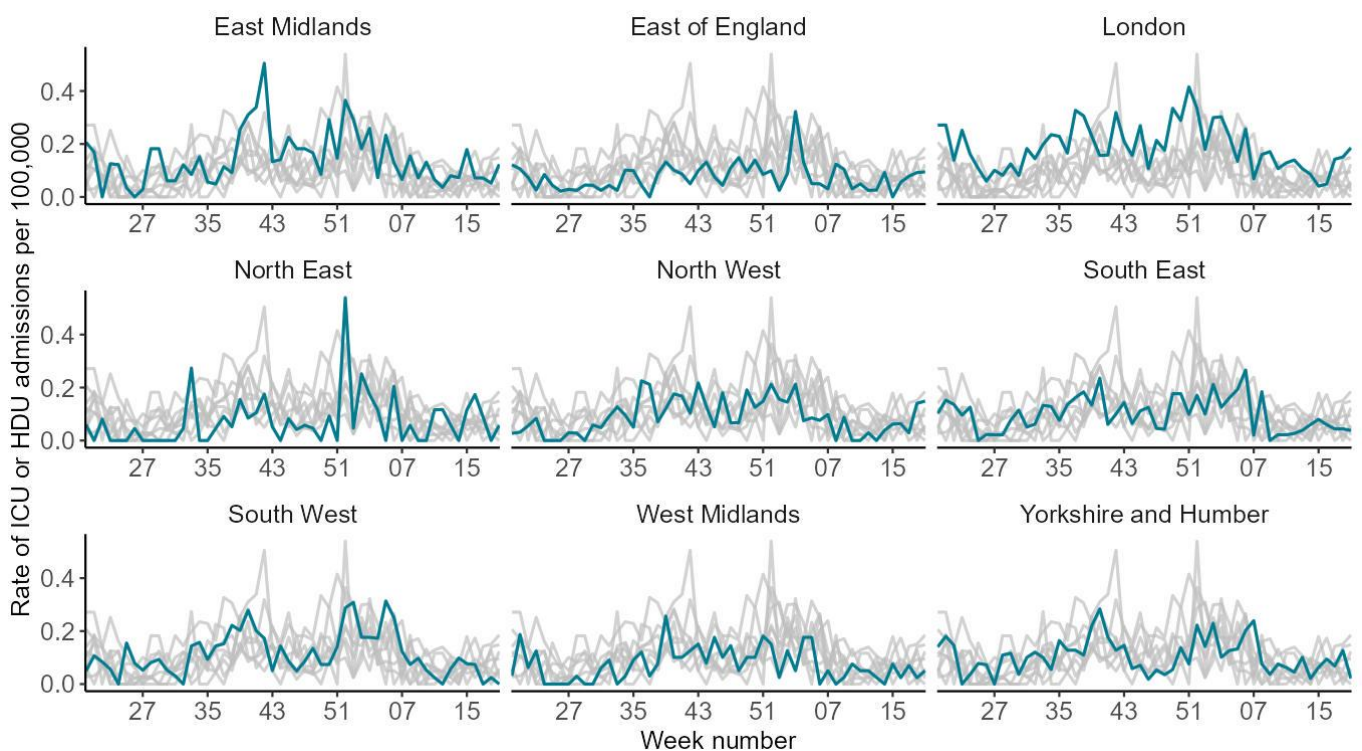 East Midlands
East of England
London
0.4
0.2
0.0
27 35 43 51 07 15
27 35 43 51 07 15
27 35 43 51 07 15
North East
North West
South East
0.4
0.2
0.0
27 35 43 51 07 15
27 35 43 51 07 15
27 35 43 51 07 15
South West
West Midlands
Yorkshire and Humber
0.4
0.2
0.0
27 35 43 51 07 15
27 35 43 51 07 15
27 35 43 51 07 15
Rate of ICU or HDU admissions per 100,000
Week number